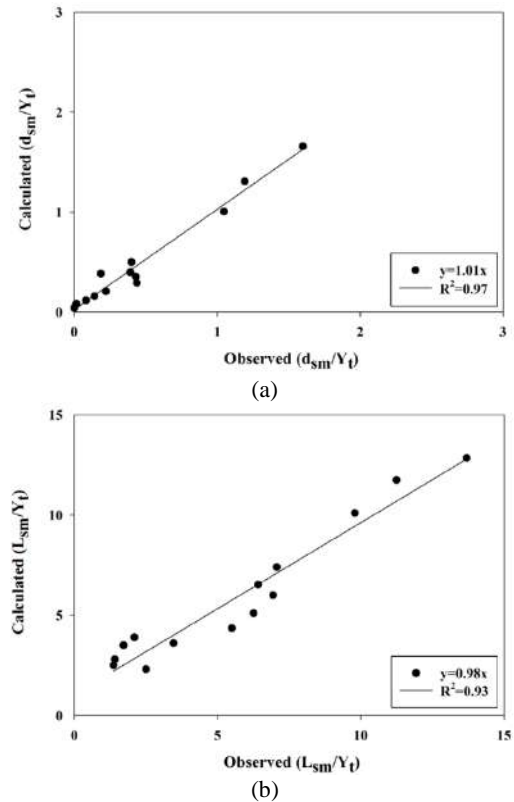 3
2
1
0
Calculated (dsm/Yt)
y=1.01x
R2=0.97
0 1 2 3
Observed (dsm/Yt)
(a)
15
10
5
0
Calculated (Lsm/Yt)
y=0.98x
R2=0.93
0 5 10 15
Observed (Lsm/Yt)
(b)